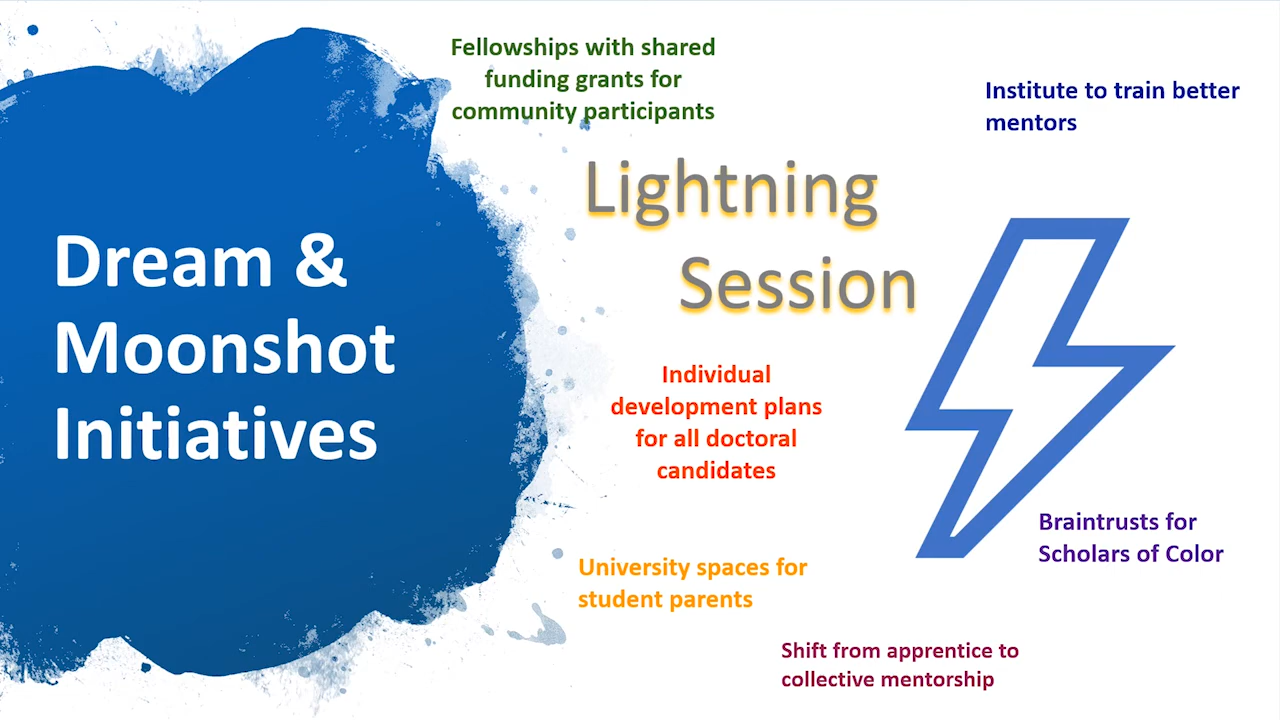 Fellowships with shared
funding grants for
community participants
Institute to train better
mentors
Lightning
Session
Dream &
Moonshot
Initiatives
Individual
development plans
for all doctoral
candidates
Braintrusts for
Scholars of Color
University spaces for
student parents
Shift from apprentice to
collective mentorship